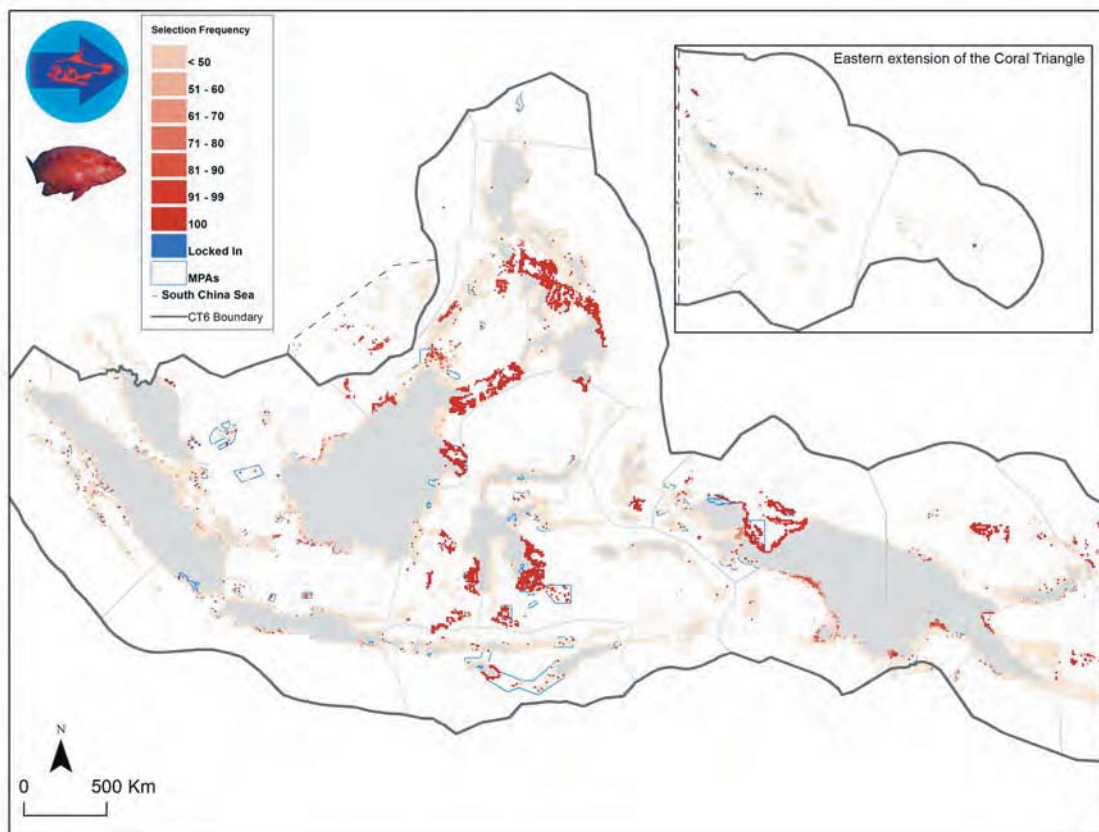 Selection Frequency
< 50
51 - 60
61 - 70
71 - 80
81 - 90
91 - 99
100
Locked In
MPAs
South China Sea
CT6 Boundary
Eastern extension of the Coral Triangle
N
0 500 Km